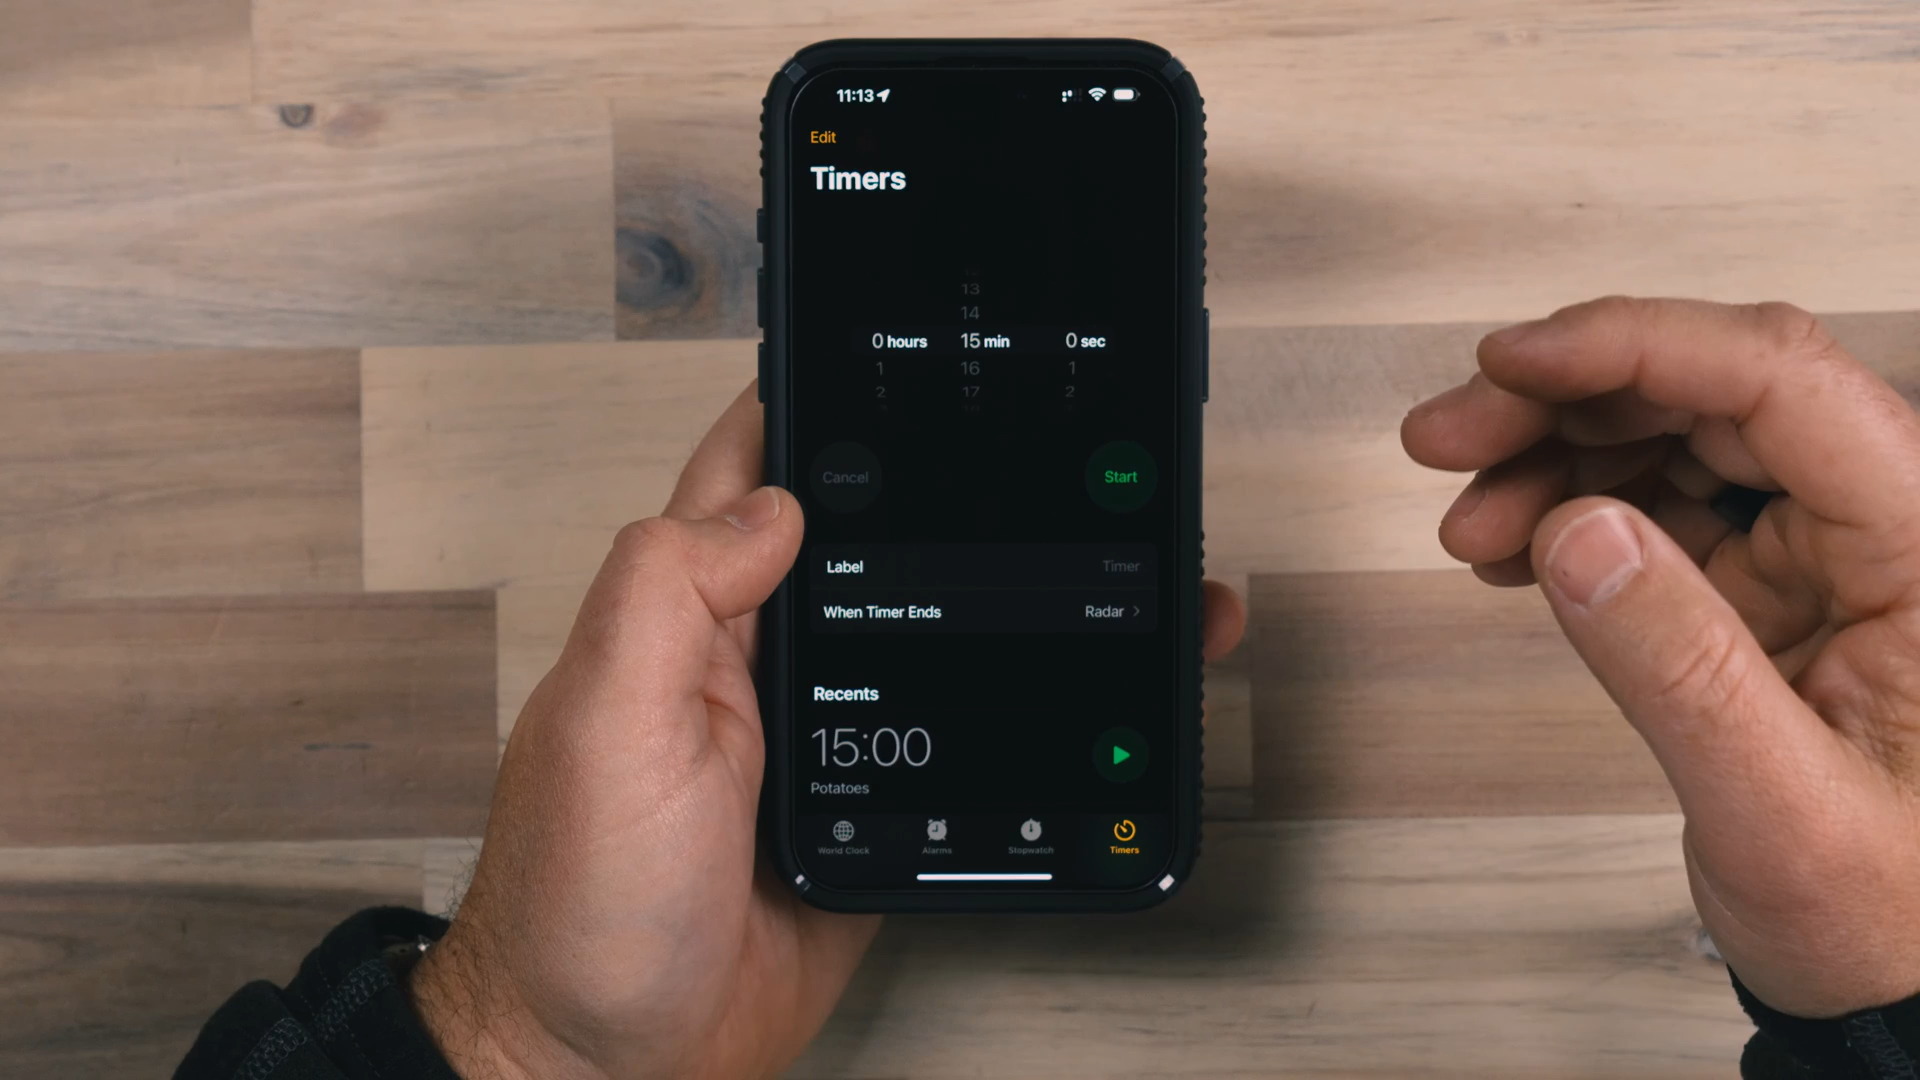 11:13
Edit
Timers
13
14
0 hours 15 min 0 sec
1 16 1
2 17 2
Cancel Start
Label Timer
When Timer Ends Radar
Recents
15:00
Potatoes
World Clock Alarms Stopwatch Timers